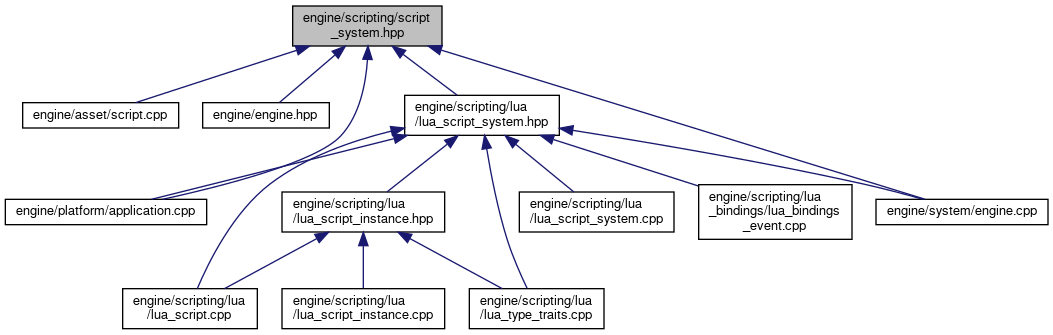 engine/scripting/script
_system.hpp
engine/asset/script.cpp
engine/engine.hpp
engine/scripting/lua
/lua_script_system.hpp
engine/platform/application.cpp
engine/scripting/lua
/lua_script_instance.hpp
engine/scripting/lua
/lua_script_system.cpp
engine/scripting/lua
_bindings/lua_bindings
_event.cpp
engine/system/engine.cpp
engine/scripting/lua
/lua_script.cpp
engine/scripting/lua
/lua_script_instance.cpp
engine/scripting/lua
/lua_type_traits.cpp